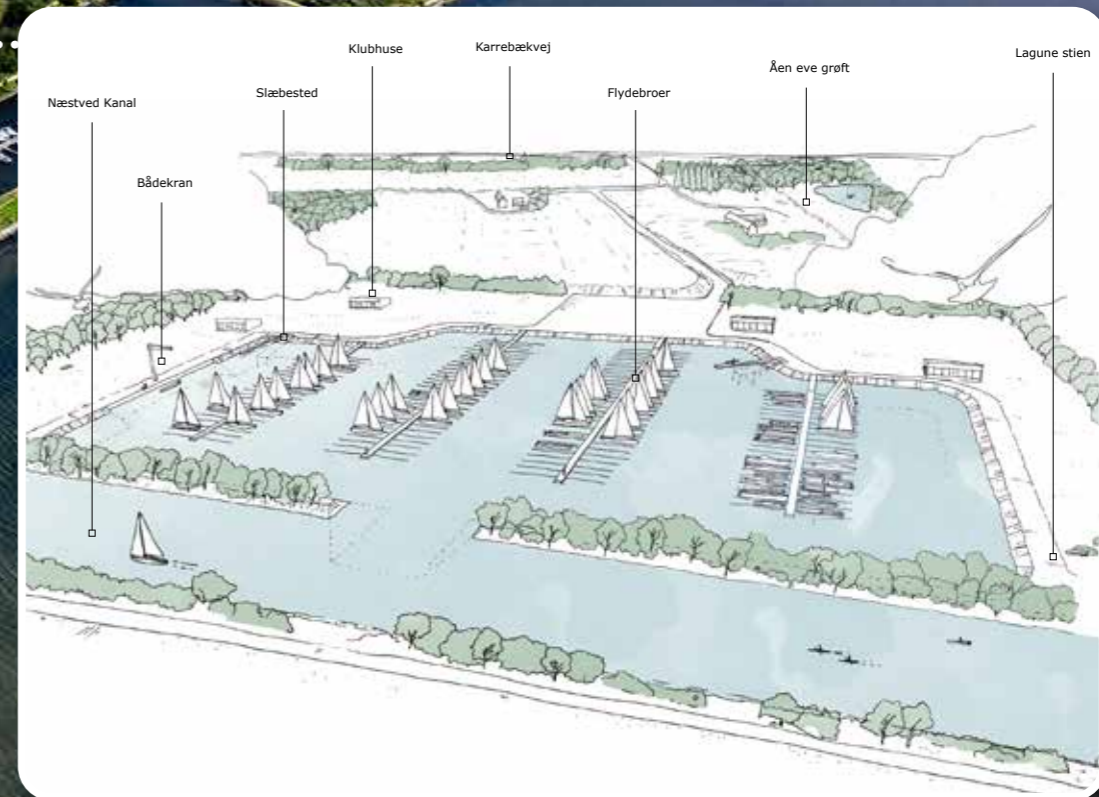 Næstved Kanal
Bådekran
Slæbested
Klubhuse
Karrebækvej
Flydebroer
Åen eve grøft
Lagune stien